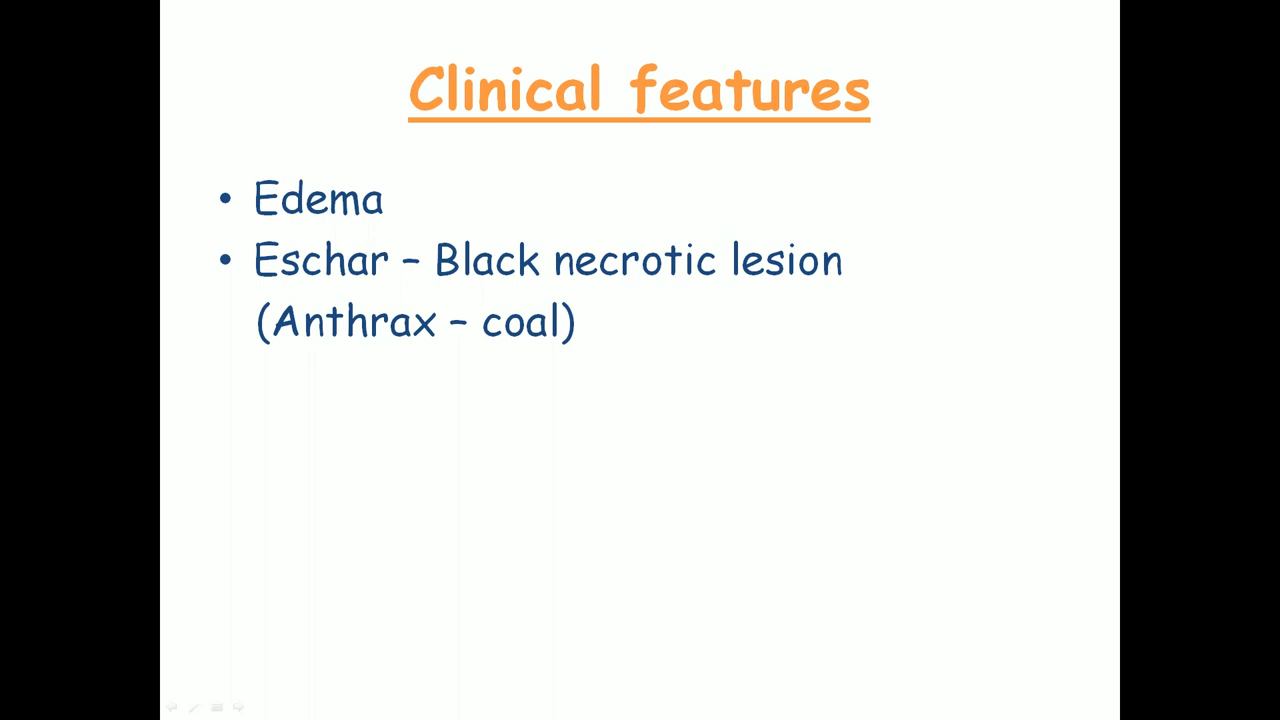 Clinical features
• Edema
• Eschar – Black necrotic lesion
(Anthrax – coal)